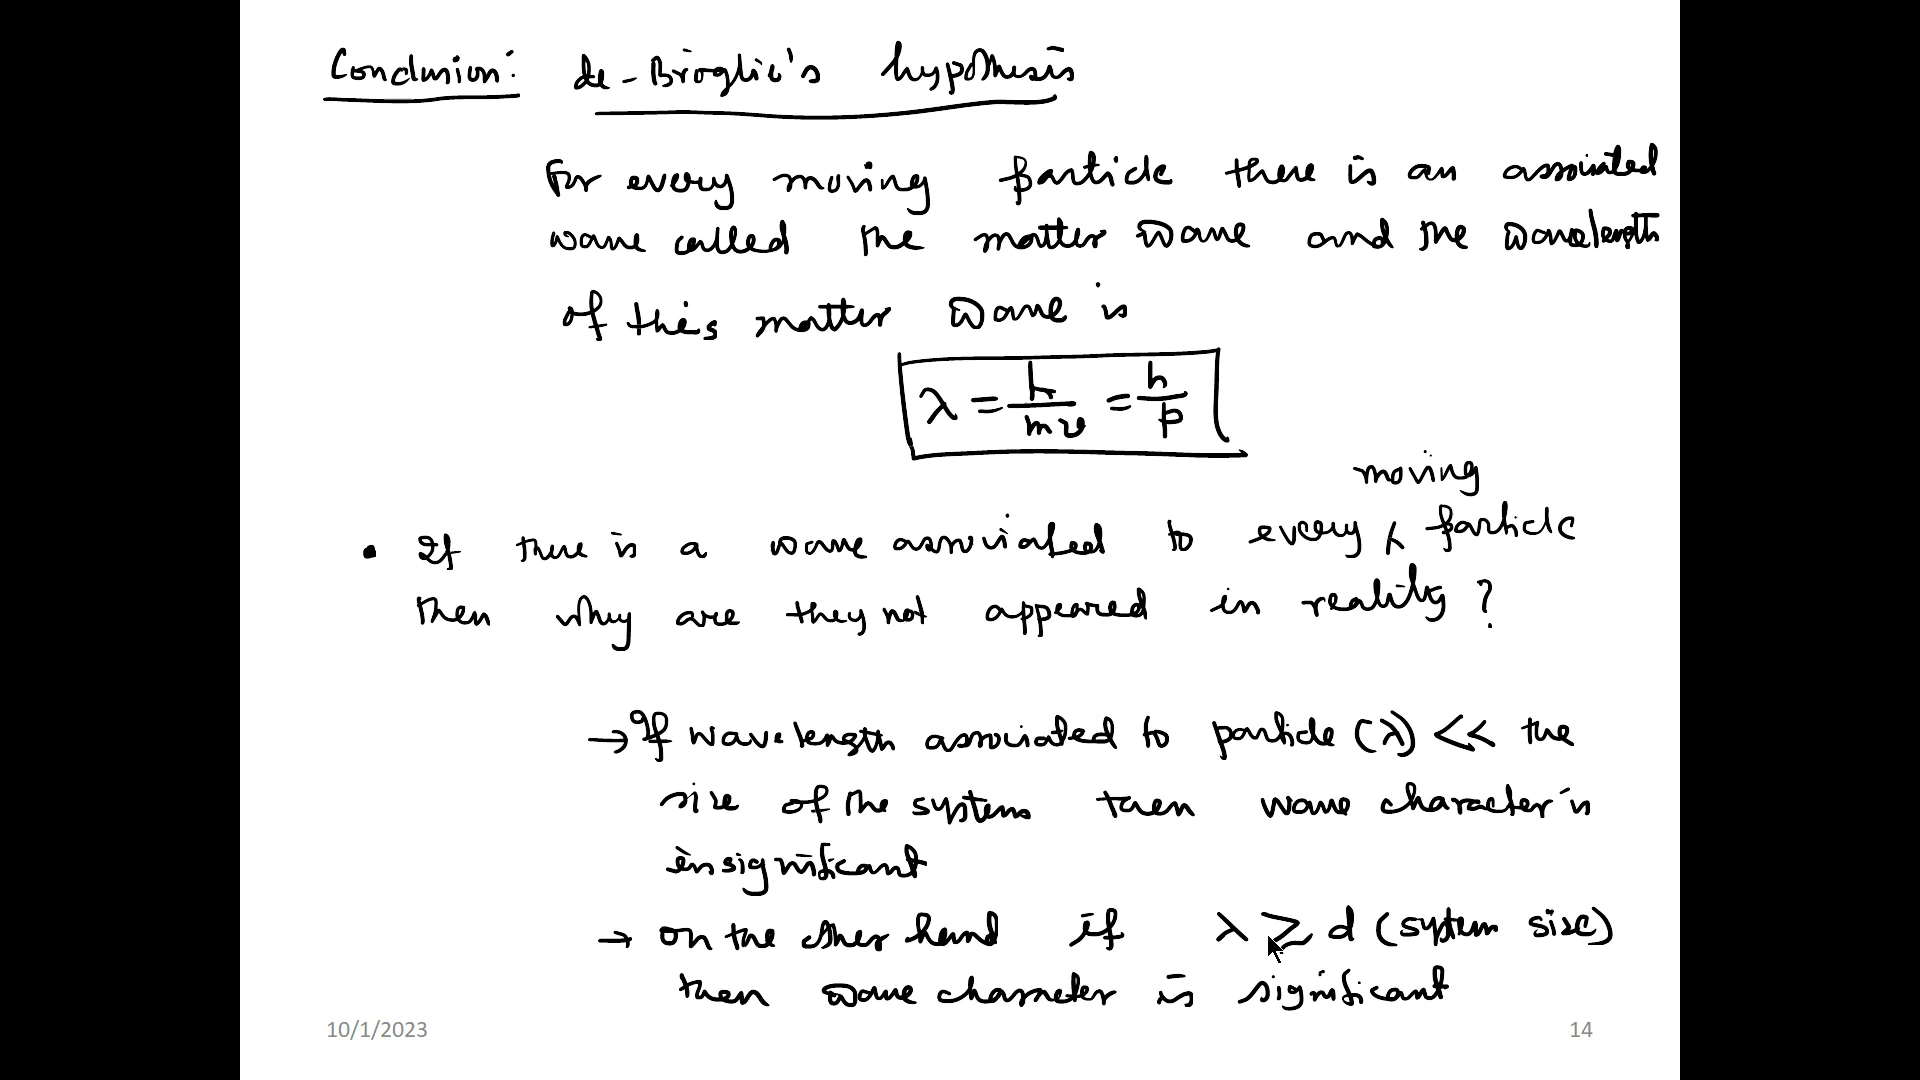 Conclusion: de-Broglie's hypothesis
For every moving particle there is an associated
wave called the matter wave and the wavelength
of this matter wave is
λ = h/mv = h/p
moving
• If there is a wave associated to every ⁁ particle
then why are they not appeared in reality?
→ If wavelength associated to particle (λ) << the
size of the system then wave character is
insignificant
→ on the other hand if λ ≥ d (system size)
then wave character is significant
10/1/2023 14